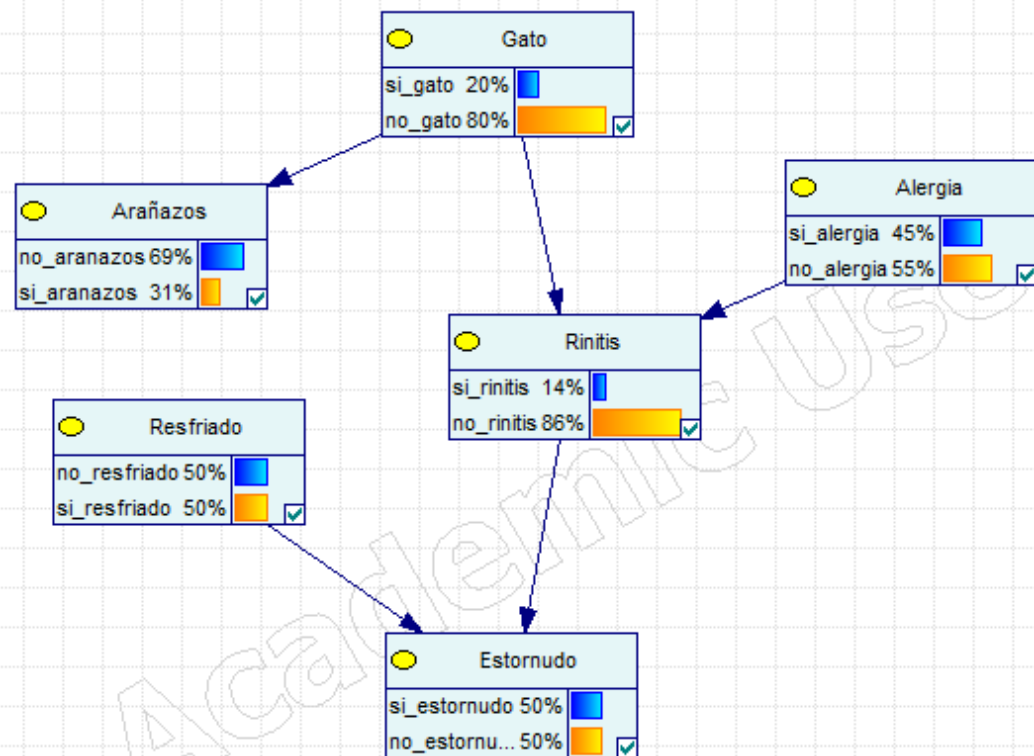 Gato
si_gato 20%
no_gato 80%
Arañazos
no_aranazos 69%
si_aranazos 31%
Alergia
si_alergia 45%
no_alergia 55%
Rinitis
si_rinitis 14%
no_rinitis 86%
Resfriado
no_resfriado 50%
si_resfriado 50%
Estornudo
si_estornudo 50%
no_estornu... 50%
Academic Use